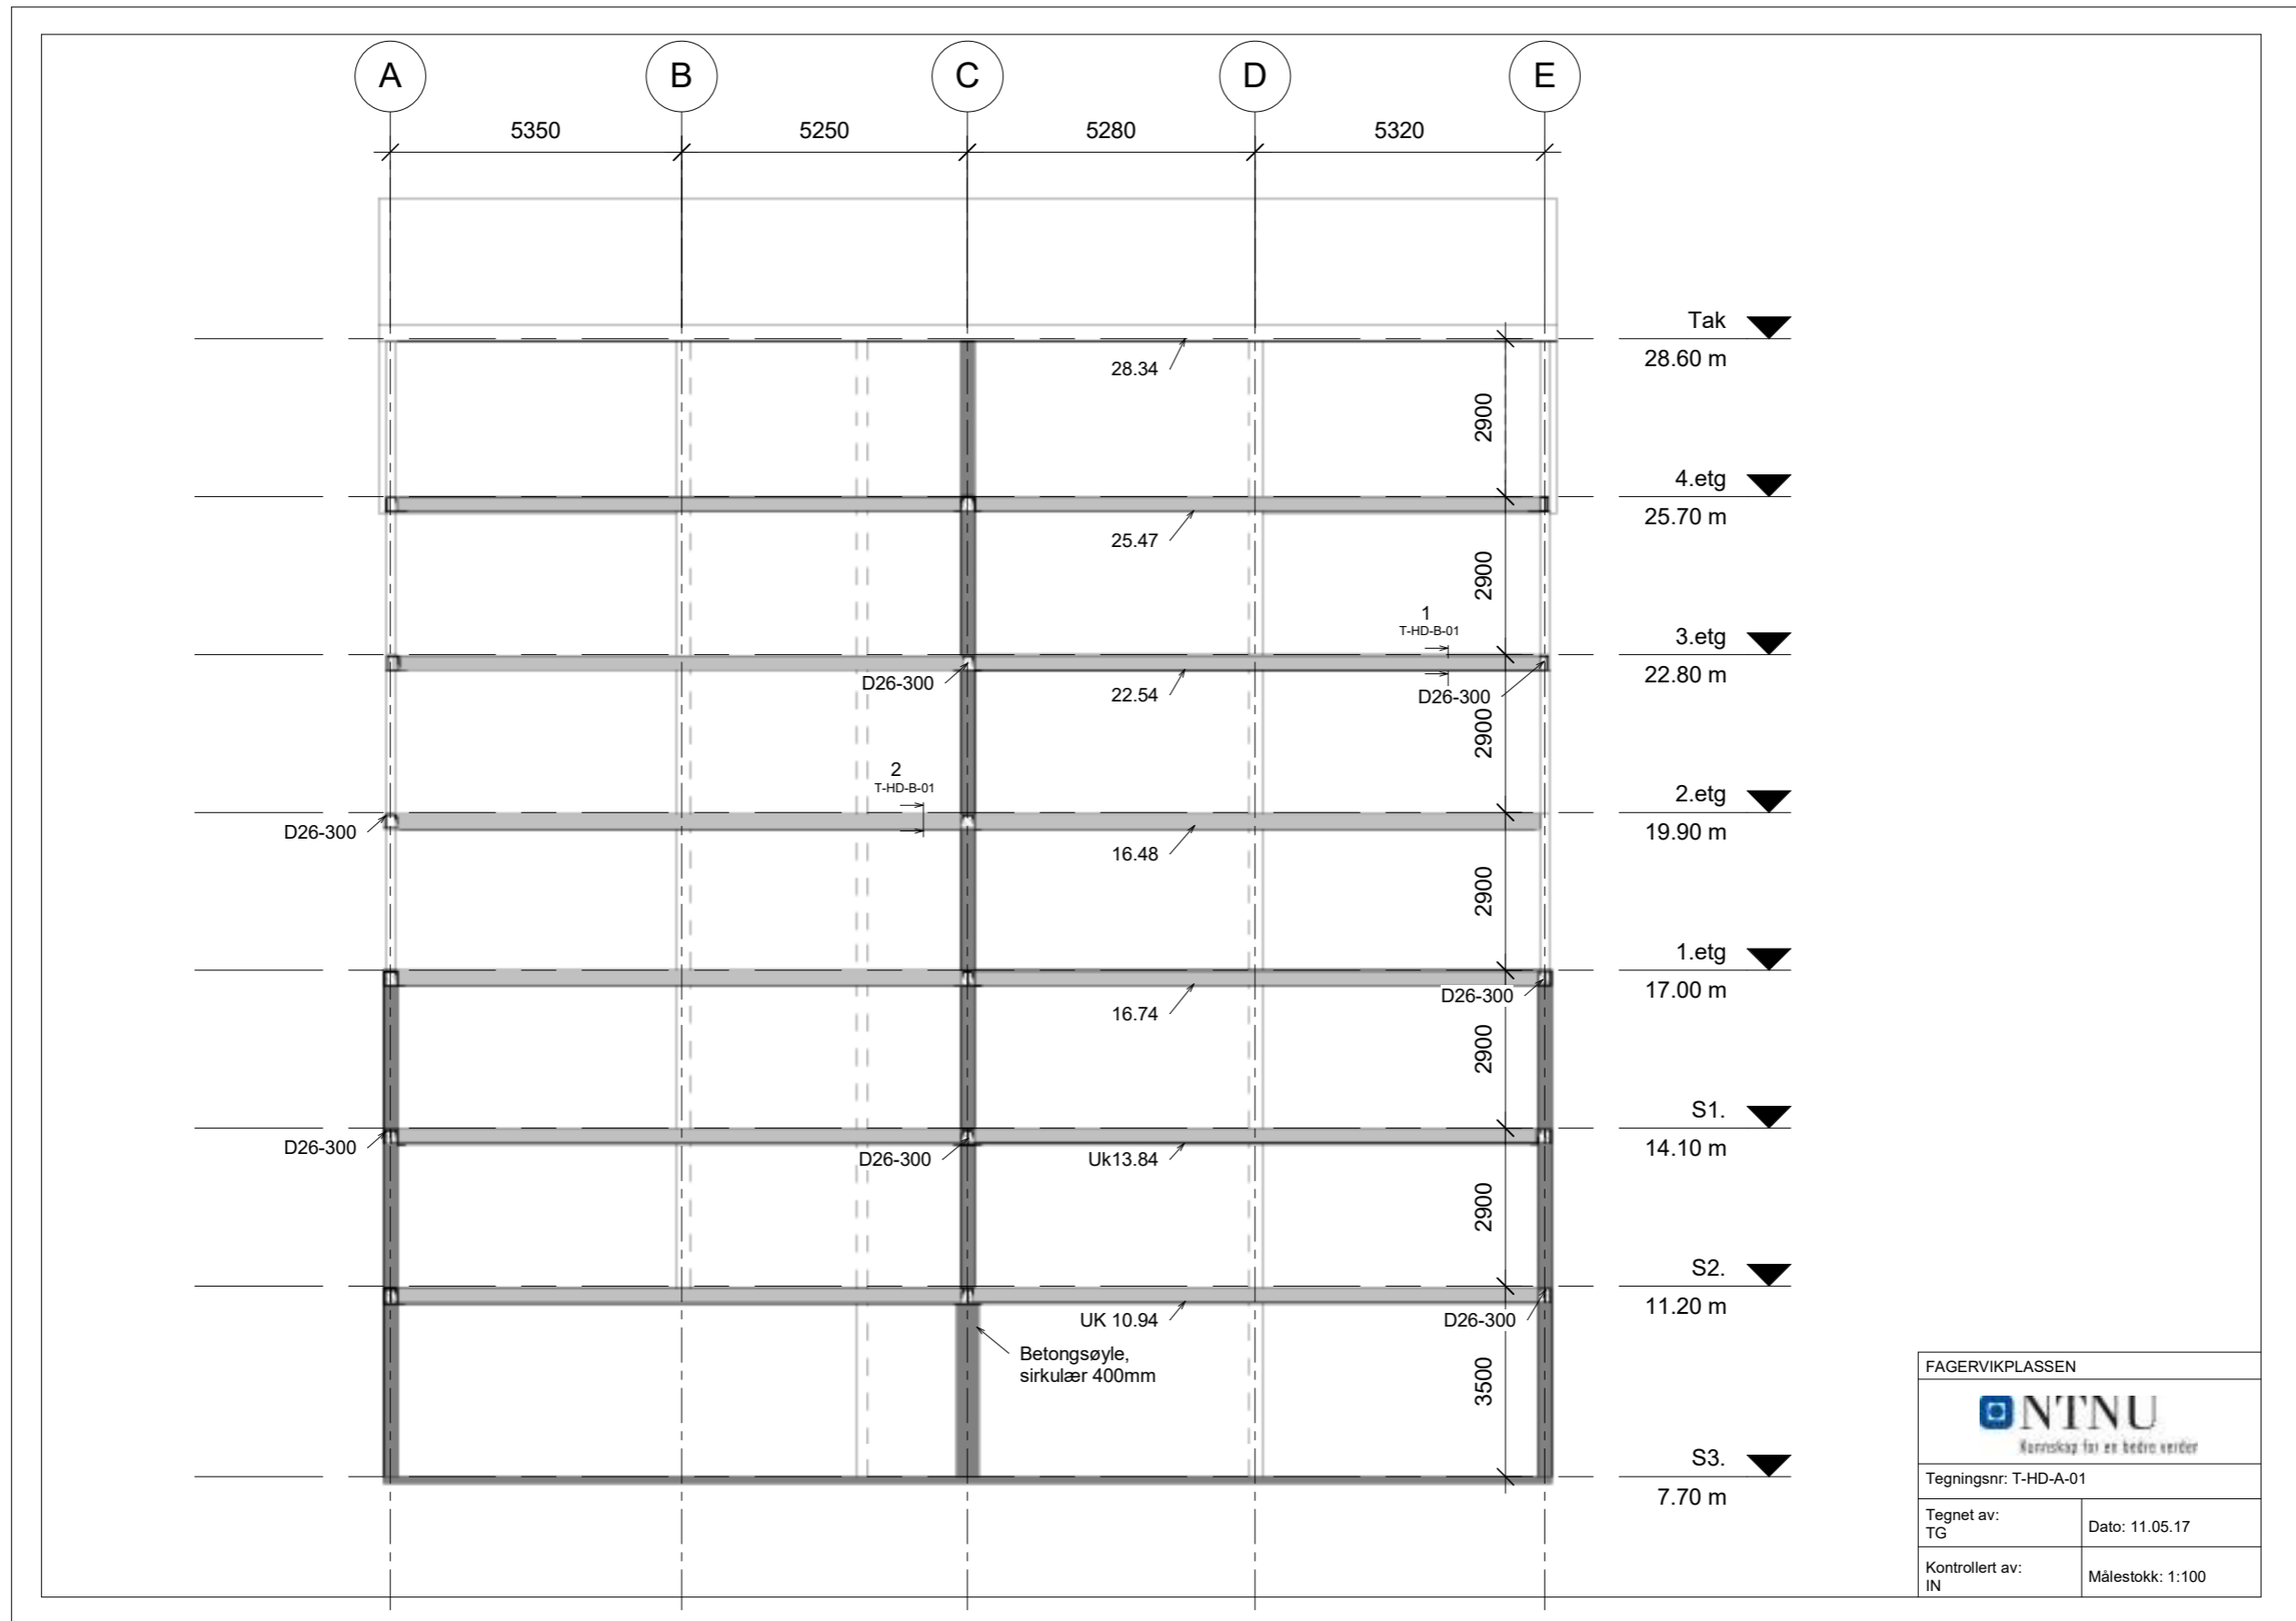 A B C D E
5350 5250 5280 5320
Tak
28.60 m
28.34
2900
4.etg
25.70 m
25.47
2900
1
T-HD-B-01
3.etg
22.80 m
D26-300
22.54
D26-300
2900
2
T-HD-B-01
2.etg
19.90 m
D26-300
16.48
2900
1.etg
17.00 m
16.74
D26-300
2900
S1.
14.10 m
D26-300
D26-300
Uk13.84
2900
S2.
11.20 m
UK 10.94
D26-300
Betongsøyle,
sirkulær 400mm
3500
S3.
7.70 m
FAGERVIKPLASSEN
NTNU
Kunnskap for en bedre verden
Tegningsnr: T-HD-A-01
Tegnet av:
TG
Dato: 11.05.17
Kontrollert av:
IN
Målestokk: 1:100